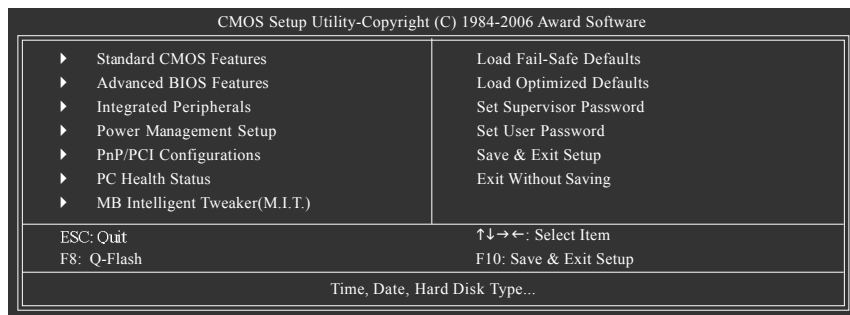 CMOS Setup Utility-Copyright (C) 1984-2006 Award Software
Standard CMOS Features
Advanced BIOS Features
Integrated Peripherals
Power Management Setup
PnP/PCI Configurations
PC Health Status
MB Intelligent Tweaker(M.I.T.)
Load Fail-Safe Defaults
Load Optimized Defaults
Set Supervisor Password
Set User Password
Save & Exit Setup
Exit Without Saving
ESC: Quit
↑↓→←: Select Item
F8: Q-Flash
F10: Save & Exit Setup
Time, Date, Hard Disk Type...